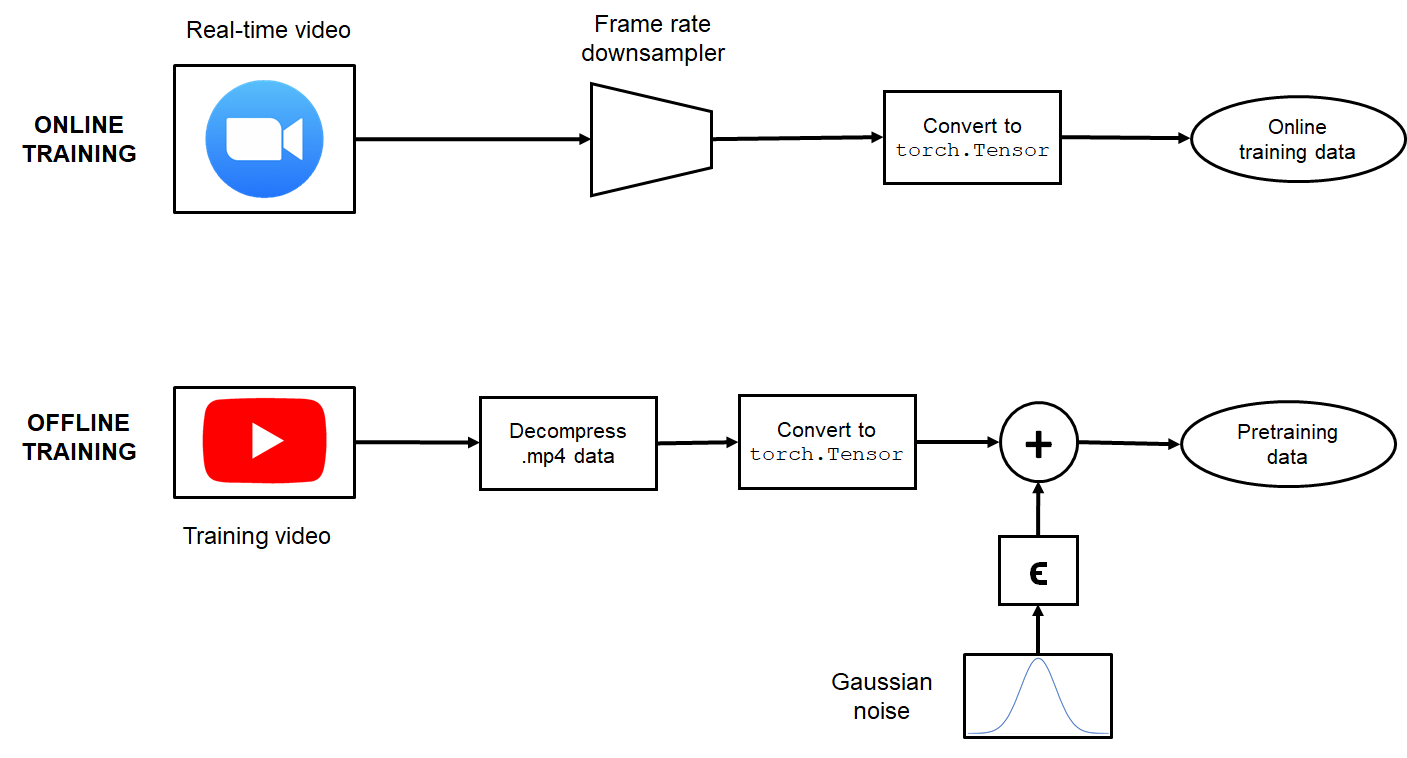 Real-time video
Frame rate
downsampler
ONLINE
TRAINING
Convert to
torch.Tensor
Online
training data
OFFLINE
TRAINING
Decompress
.mp4 data
Convert to
torch.Tensor
+
Pretraining
data
Training video
ϵ
Gaussian
noise